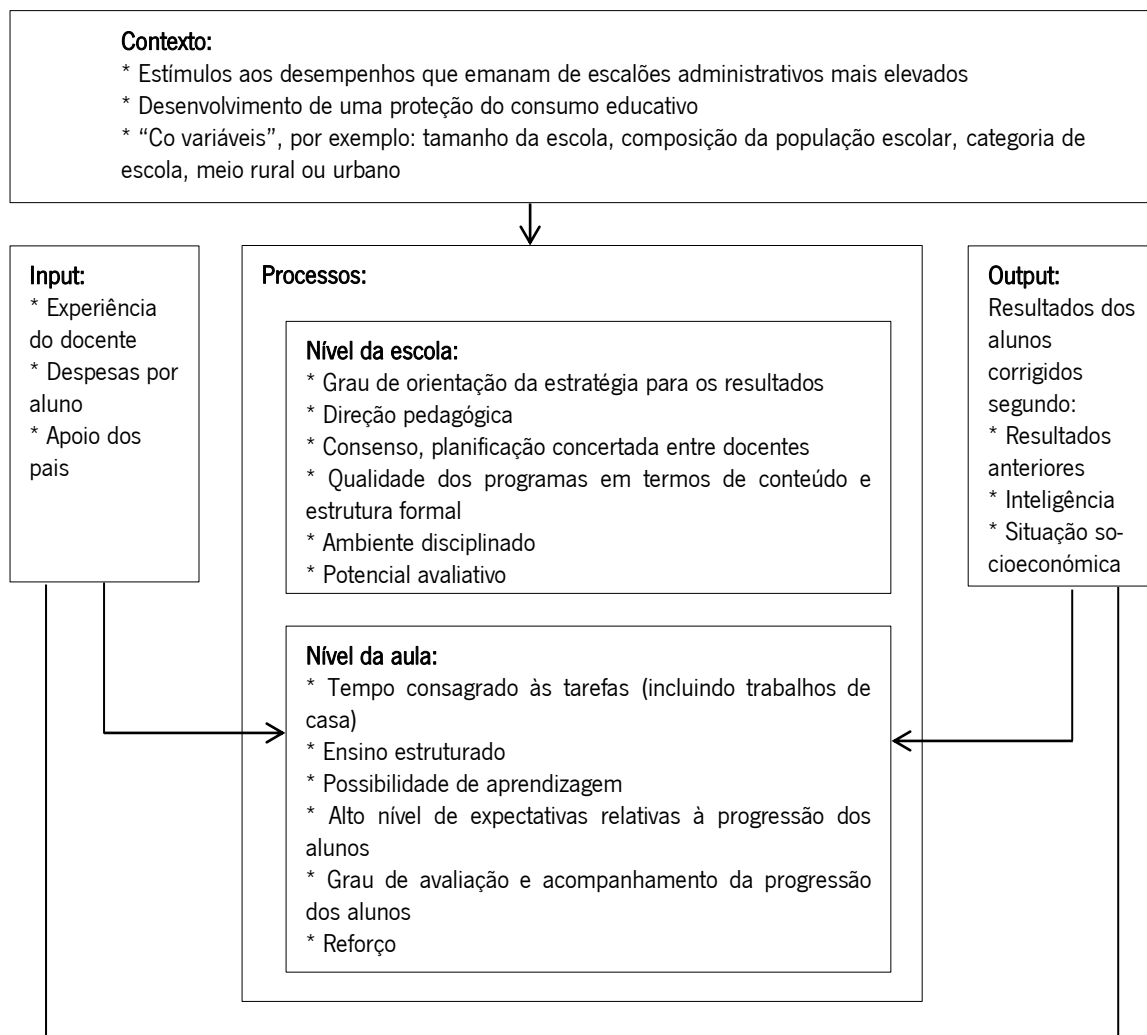 Contexto:
* Estímulos aos desempenhos que emanam de escalões administrativos mais elevados
* Desenvolvimento de uma proteção do consumo educativo
* “Co variáveis”, por exemplo: tamanho da escola, composição da população escolar, categoria de
escola, meio rural ou urbano
Input:
* Experiência
do docente
* Despesas por
aluno
* Apoio dos
pais
Processos:
Nível da escola:
* Grau de orientação da estratégia para os resultados
* Direção pedagógica
* Consenso, planificação concertada entre docentes
* Qualidade dos programas em termos de conteúdo e
estrutura formal
* Ambiente disciplinado
* Potencial avaliativo
Nível da aula:
* Tempo consagrado às tarefas (incluindo trabalhos de
casa)
* Ensino estruturado
* Possibilidade de aprendizagem
* Alto nível de expectativas relativas à progressão dos
alunos
* Grau de avaliação e acompanhamento da progressão
dos alunos
* Reforço
Output:
Resultados dos
alunos
corrigidos
segundo:
* Resultados
anteriores
* Inteligência
* Situação so-
cioeconómica